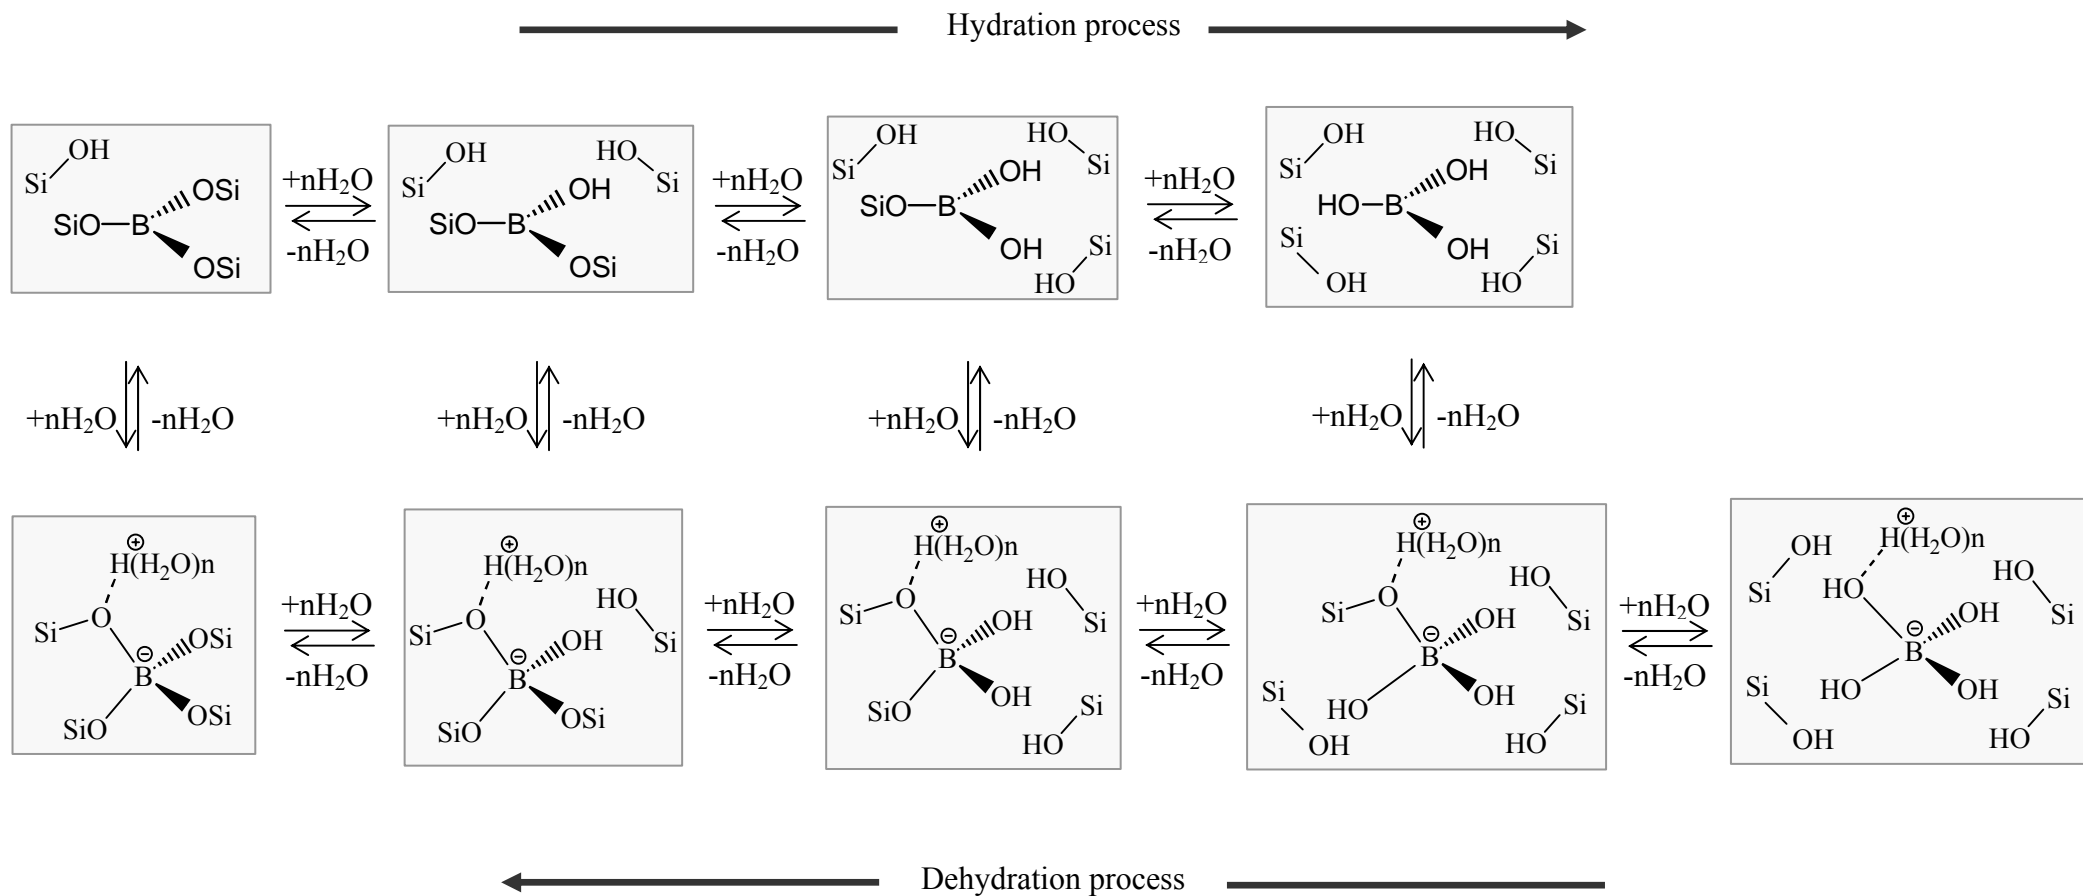 Hydration process
OH
Si
OSi
SiO B
OSi
+nH₂O
-nH₂O
OH
Si
HO
Si
OH
SiO B
OSi
+nH₂O
-nH₂O
OH
Si
HO
Si
OH
SiO B
OH
Si
HO
+nH₂O
-nH₂O
OH
Si
HO
Si
OH
HO B
OH
Si
OH
Si
HO
+nH₂O -nH₂O
+nH₂O -nH₂O
+nH₂O -nH₂O
+nH₂O -nH₂O
⊕
H(H₂O)n
O
Si
⊖
B
OSi
SiO
OSi
+nH₂O
-nH₂O
⊕
H(H₂O)n
HO
Si
O
Si
OH
⊖
B
SiO
OSi
+nH₂O
-nH₂O
⊕
H(H₂O)n
HO
Si
O
Si
OH
⊖
B
OH
SiO
Si
HO
+nH₂O
-nH₂O
⊕
H(H₂O)n
HO
Si
O
Si
OH
⊖
B
OH
HO
Si
OH
Si
HO
+nH₂O
-nH₂O
⊕
H(H₂O)n
OH
Si
HO
HO
Si
OH
⊖
B
HO
OH
Si
OH
Si
HO
Dehydration process